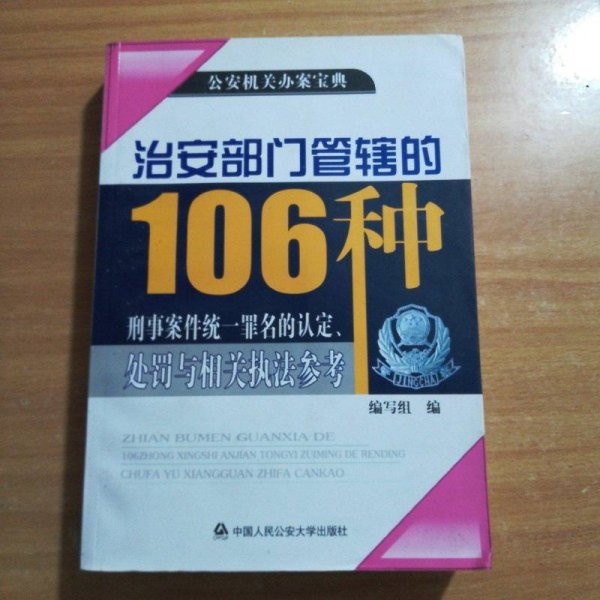 公安机关办案宝典
治安部门管辖的
106种
刑事案件统一罪名的认定、
处罚与相关执法参考
JINGCHA
编写组 编
ZHIAN BUMEN GUANXIA DE
106ZHONG XINGSHI ANJIAN TONGYI ZUIMING DE RENDING
CHUFA YU XIANGGUAN ZHIFA CANKAO
中国人民公安大学出版社